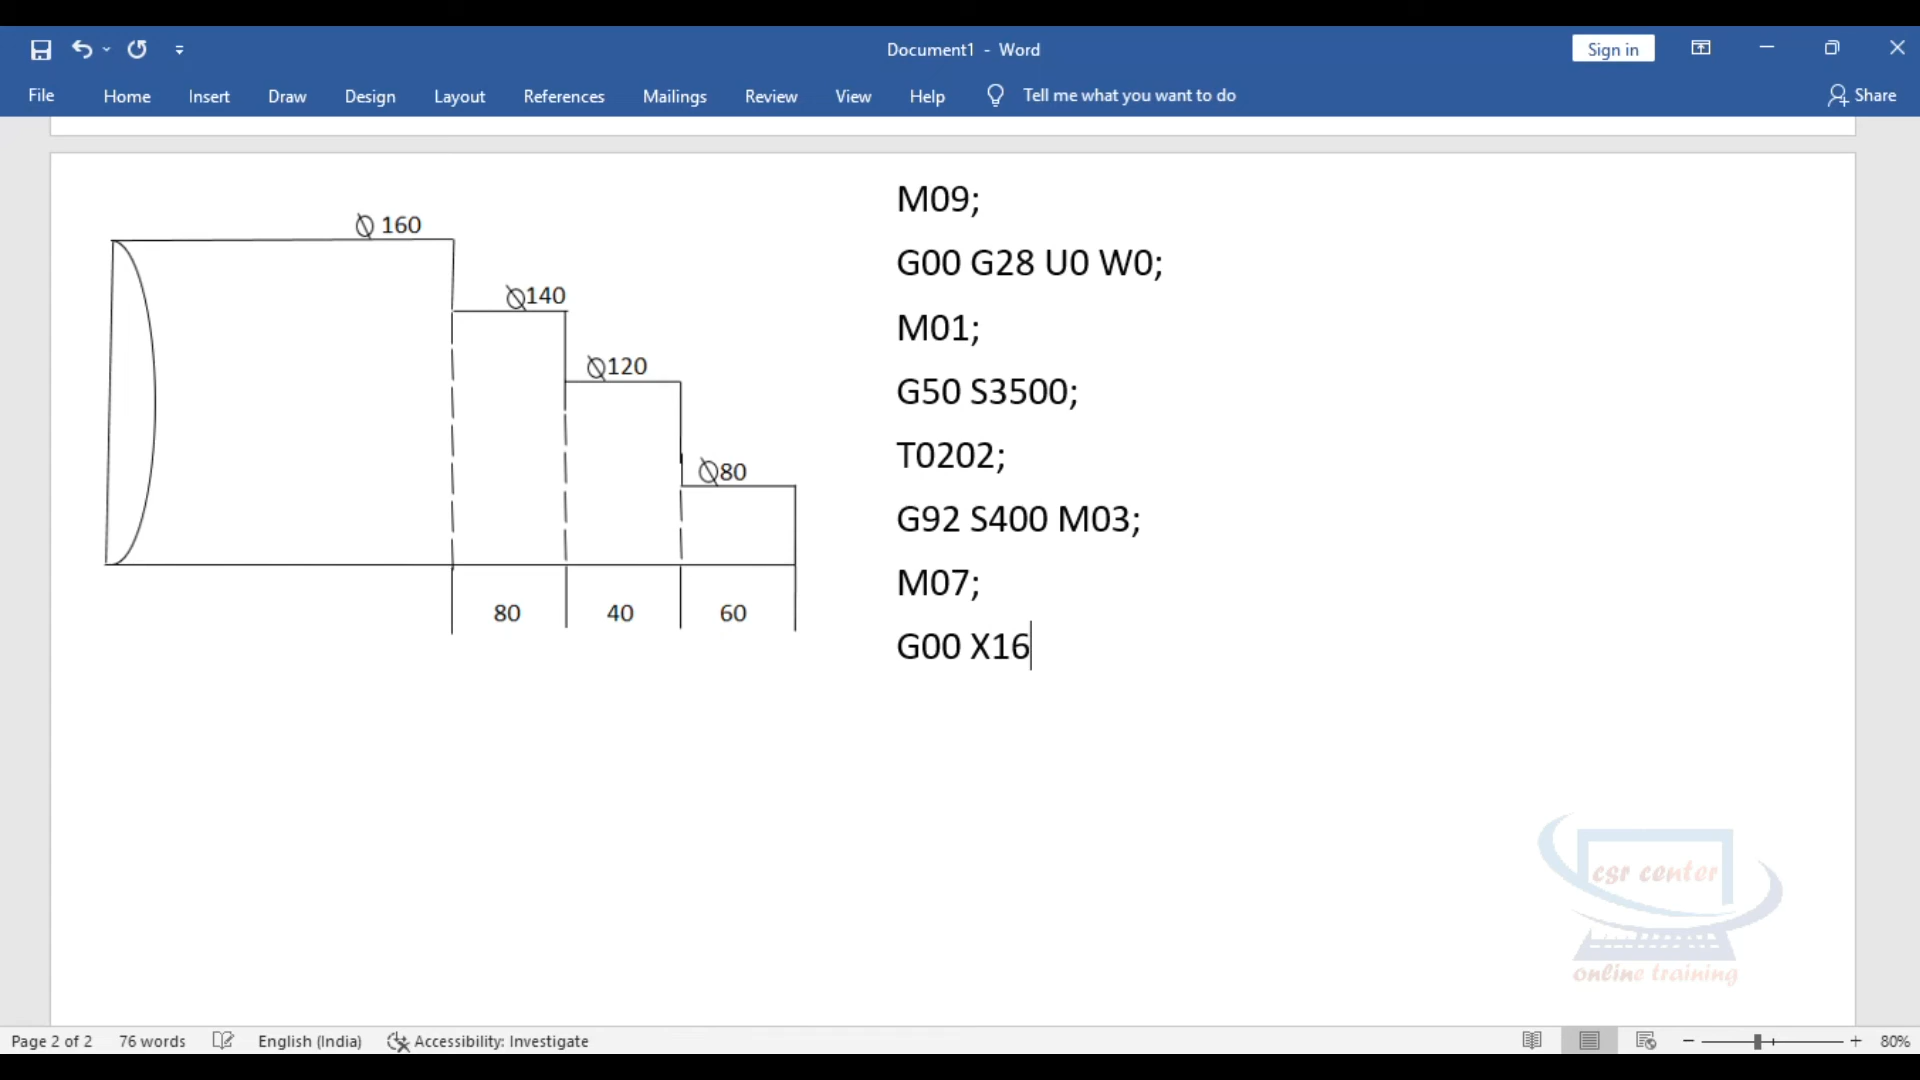 Document1 - Word
Sign in
File Home Insert Draw Design Layout References Mailings Review View Help Tell me what you want to do Share
Ø 160
Ø140
Ø120
Ø80
80 40 60
M09;
G00 G28 U0 W0;
M01;
G50 S3500;
T0202;
G92 S400 M03;
M07;
G00 X16
csr center
online training
Page 2 of 2 76 words English (India) Accessibility: Investigate 80%